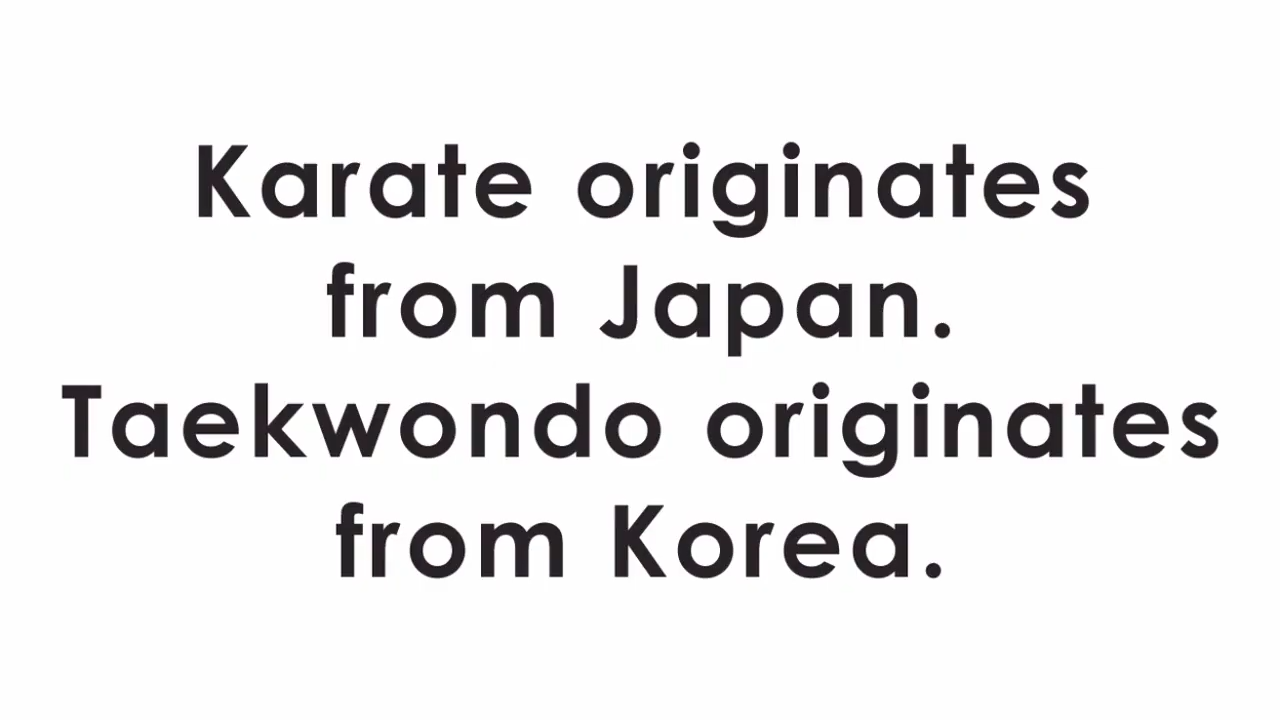 Karate originates
from Japan.
Taekwondo originates
from Korea.